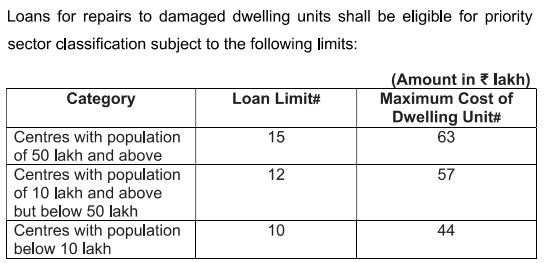 Loans for repairs to damaged dwelling units shall be eligible for priority
sector classification subject to the following limits:
(Amount in ₹ lakh)
Category Loan Limit# Maximum Cost of
Dwelling Unit#
Centres with population 15 63
of 50 lakh and above
Centres with population 12 57
of 10 lakh and above
but below 50 lakh
Centres with population 10 44
below 10 lakh